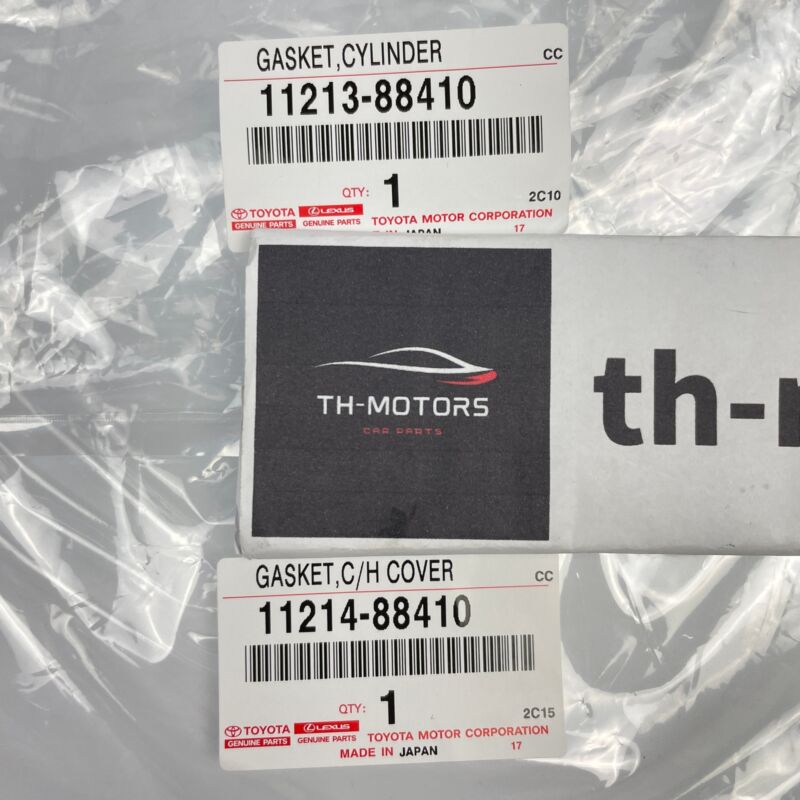 GASKET,CYLINDER CC
11213-88410
QTY: 1 2C10
TOYOTA LEXUS TOYOTA MOTOR CORPORATION
GENUINE PARTS GENUINE PARTS 17
IN JAPAN
TH-MOTORS
CAR PARTS
th-
GASKET,C/H COVER CC
11214-88410
QTY: 1 2C15
TOYOTA LEXUS TOYOTA MOTOR CORPORATION
GENUINE PARTS GENUINE PARTS 17
MADE IN JAPAN